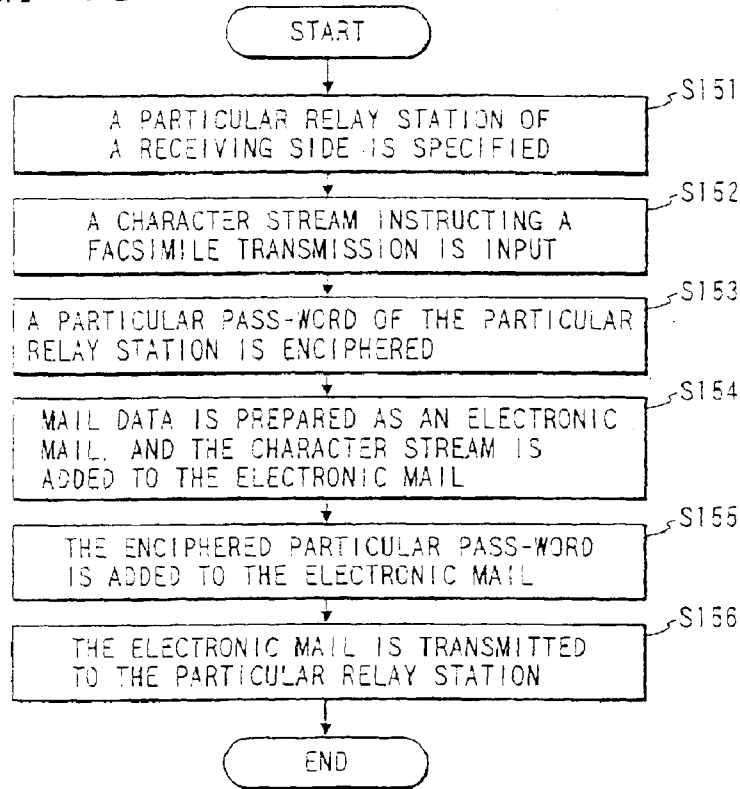 START
S151
A PARTICULAR RELAY STATION OF
A RECEIVING SIDE IS SPECIFIED
S152
A CHARACTER STREAM INSTRUCTING A
FACSIMILE TRANSMISSION IS INPUT
S153
A PARTICULAR PASS-WORD OF THE PARTICULAR
RELAY STATION IS ENCIPHERED
S154
MAIL DATA IS PREPARED AS AN ELECTRONIC
MAIL, AND THE CHARACTER STREAM IS
ADDED TO THE ELECTRONIC MAIL
S155
THE ENCIPHERED PARTICULAR PASS-WORD
IS ADDED TO THE ELECTRONIC MAIL
S156
THE ELECTRONIC MAIL IS TRANSMITTED
TO THE PARTICULAR RELAY STATION
END